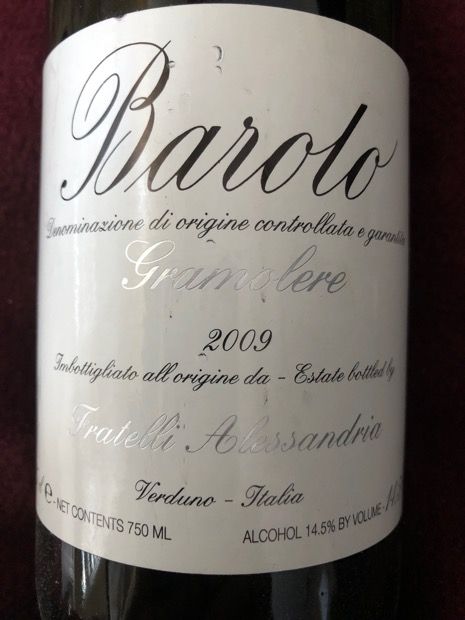 Barolo
Denominazione di origine controllata e garantita
Gramolere
2009
Imbottigliato all'origine da - Estate bottled by
Fratelli Alessandria
Verduno - Italia
e - NET CONTENTS 750 ML
ALCOHOL 14.5% BY VOLUME -